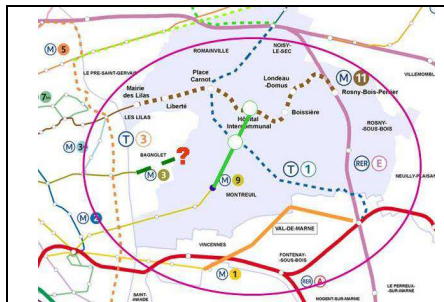 NOISY-
LE-SEC
ROMAINVILLE
M 5
LE PRÉ-SAINT-GERVAIS
Place
Carnot
Londeau
-Domus
M 11
VILLEMOMBLE
Mairie
des Lilas
Rosny-Bois-Perrier
7
Liberté
Boissière
LES LILAS
Hôpital
Intercommunal
ROSNY-
SOUS-BOIS
T 3
M 3
BAGNOLET
?
T 1
RER E
NEUILLY-PLAISANCE
M 3
M 9
MONTREUIL
M 2
VAL-DE-MARNE
VINCENNES
FONTENAY-
SOUS-BOIS
M 1
RER A
SAINT-
MANDÉ
LE PERREUX-
SUR-MARNE
NOGENT-SUR-MARNE